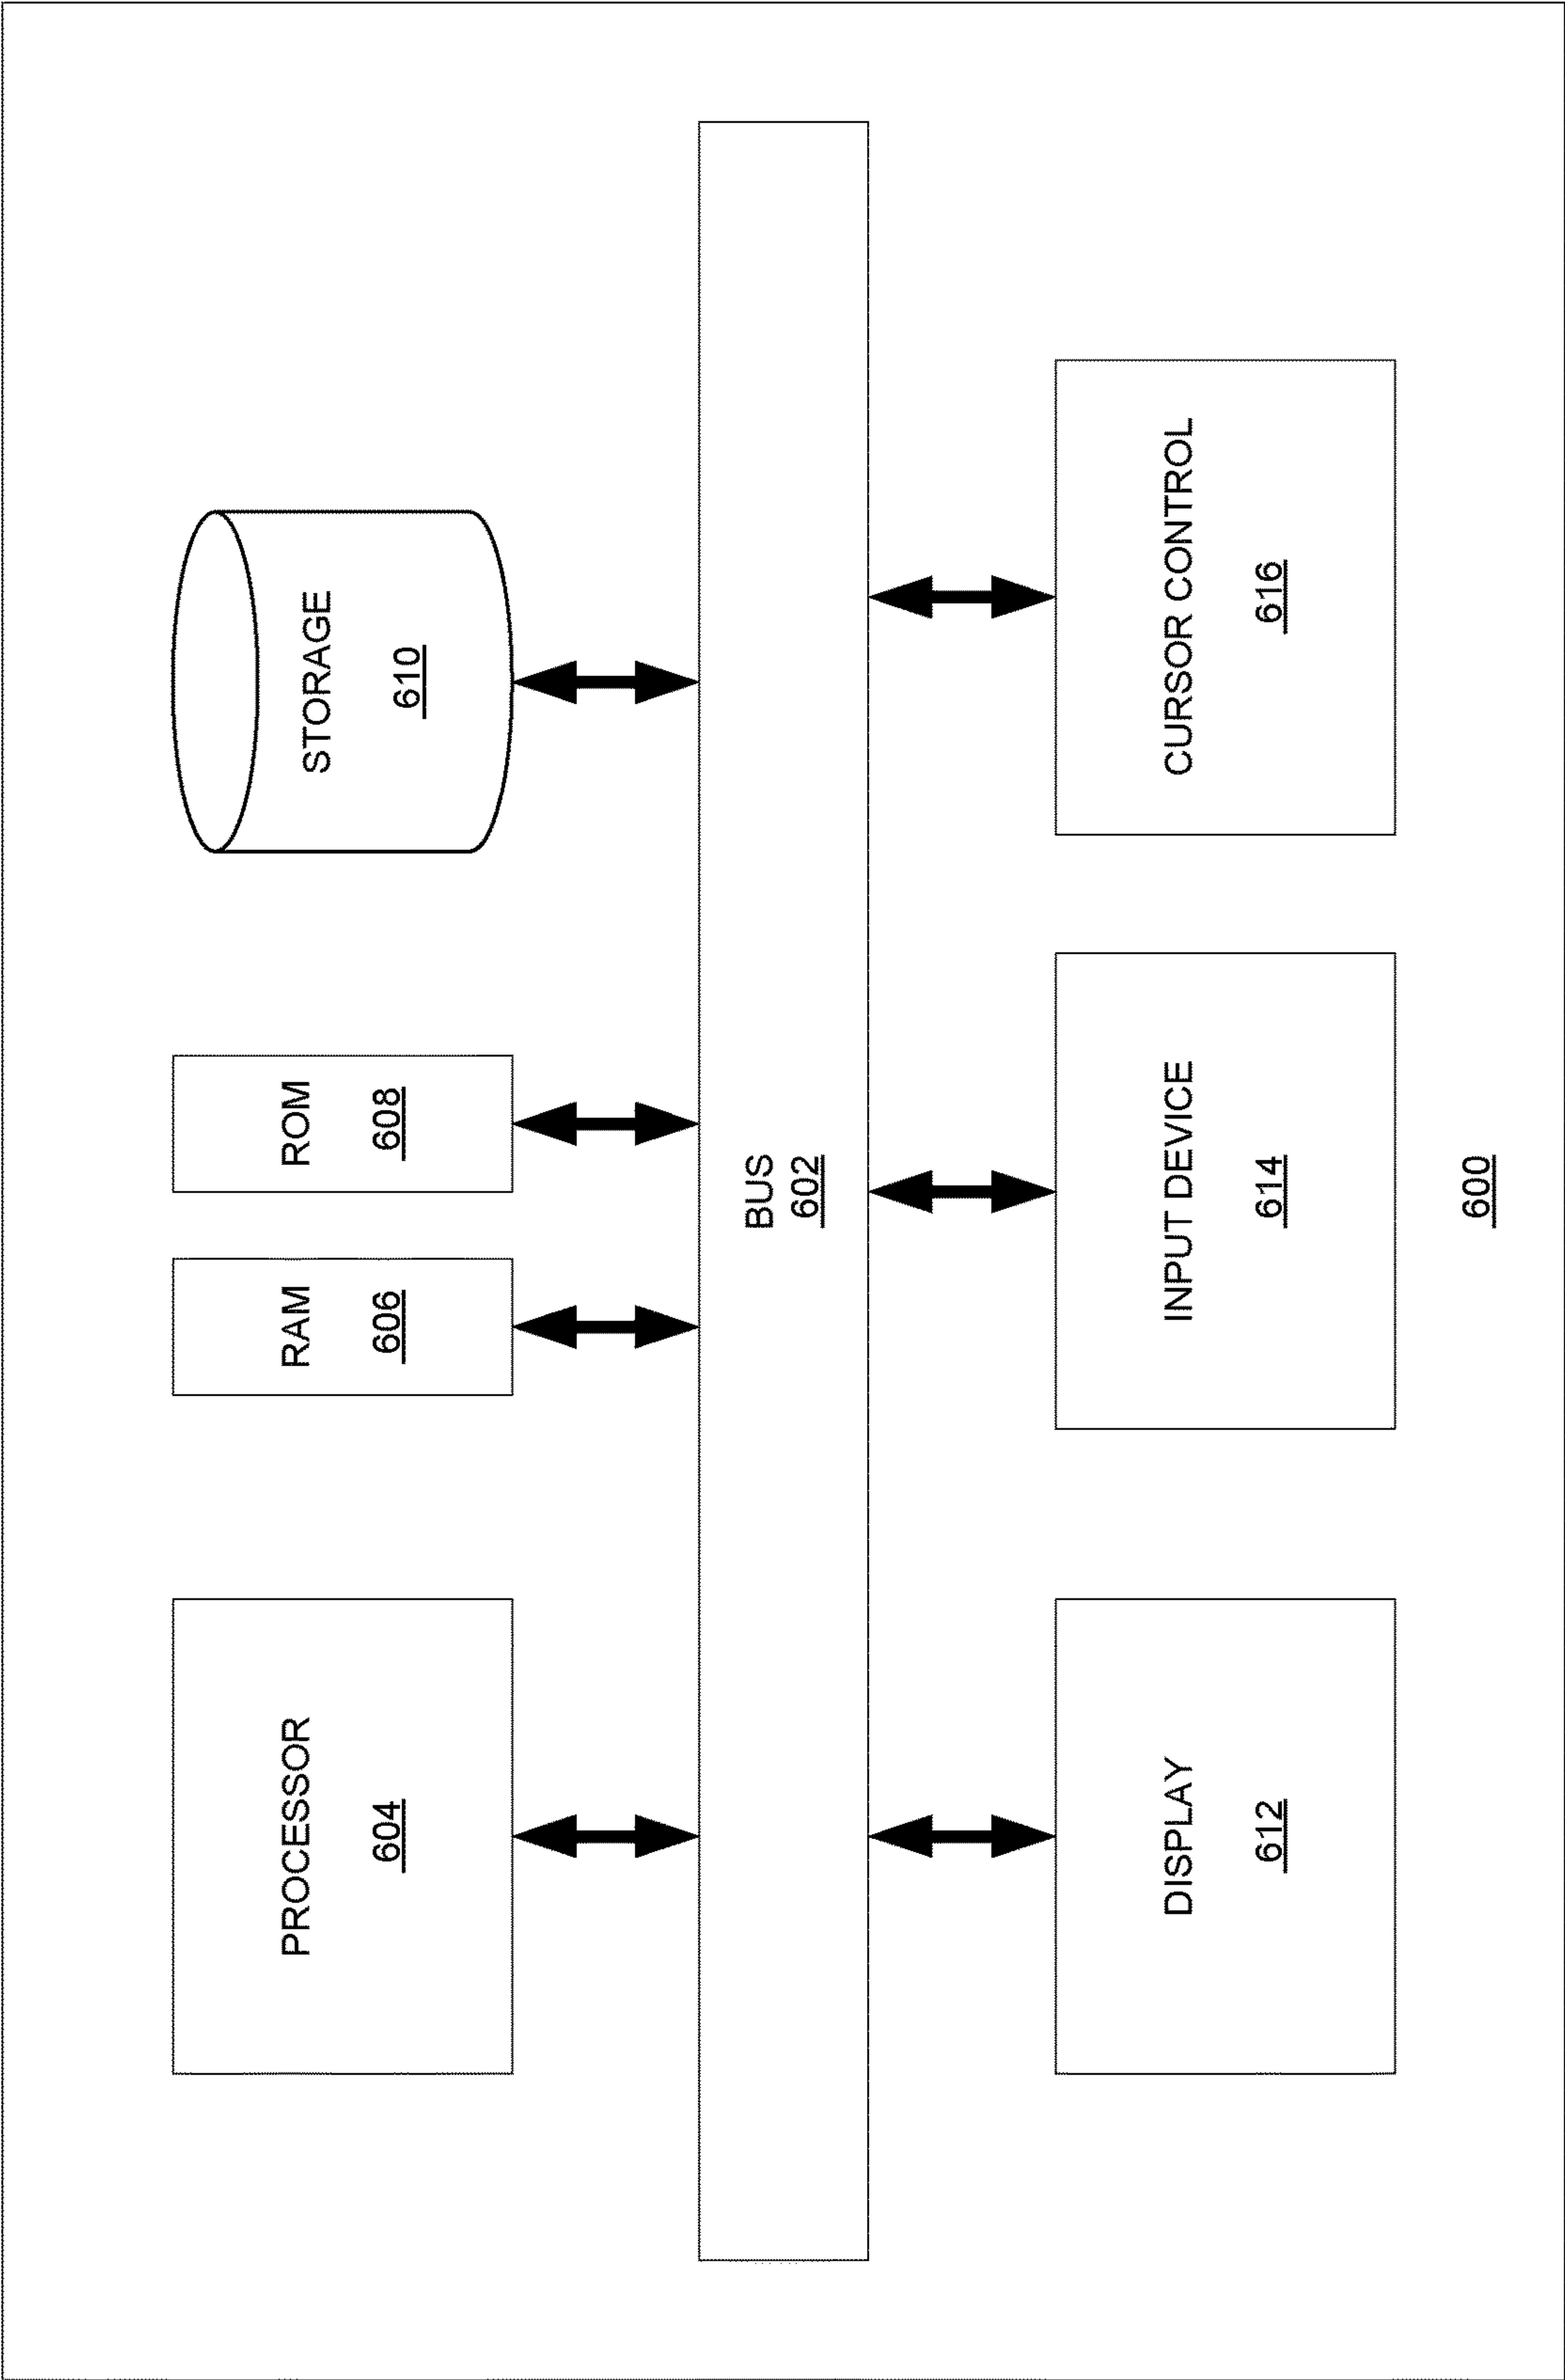 PROCESSOR
604
RAM
606
ROM
608
STORAGE
610
BUS
602
DISPLAY
612
INPUT DEVICE
614
CURSOR CONTROL
616
600